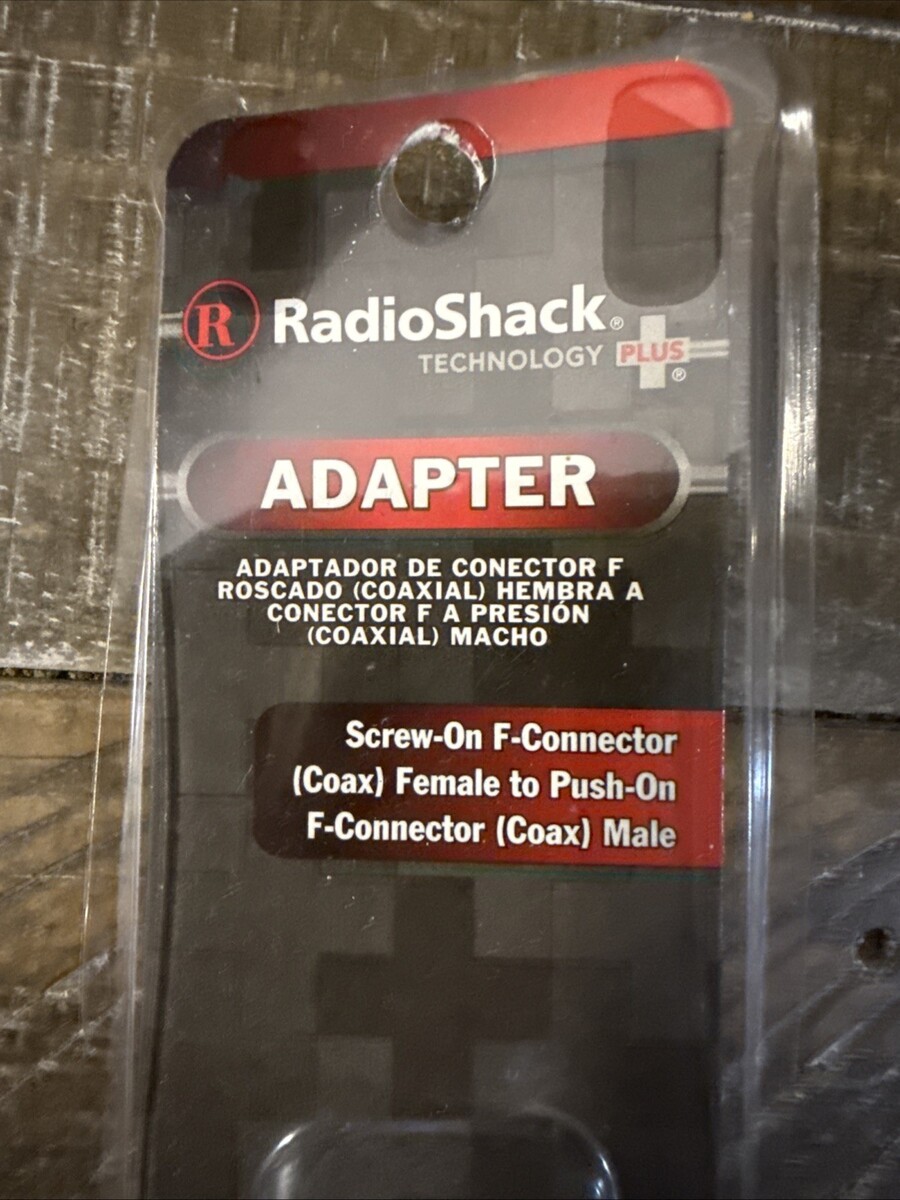 R RadioShack®
TECHNOLOGY PLUS®
ADAPTER
ADAPTADOR DE CONECTOR F
ROSCADO (COAXIAL) HEMBRA A
CONECTOR F A PRESIÓN
(COAXIAL) MACHO
Screw-On F-Connector
(Coax) Female to Push-On
F-Connector (Coax) Male